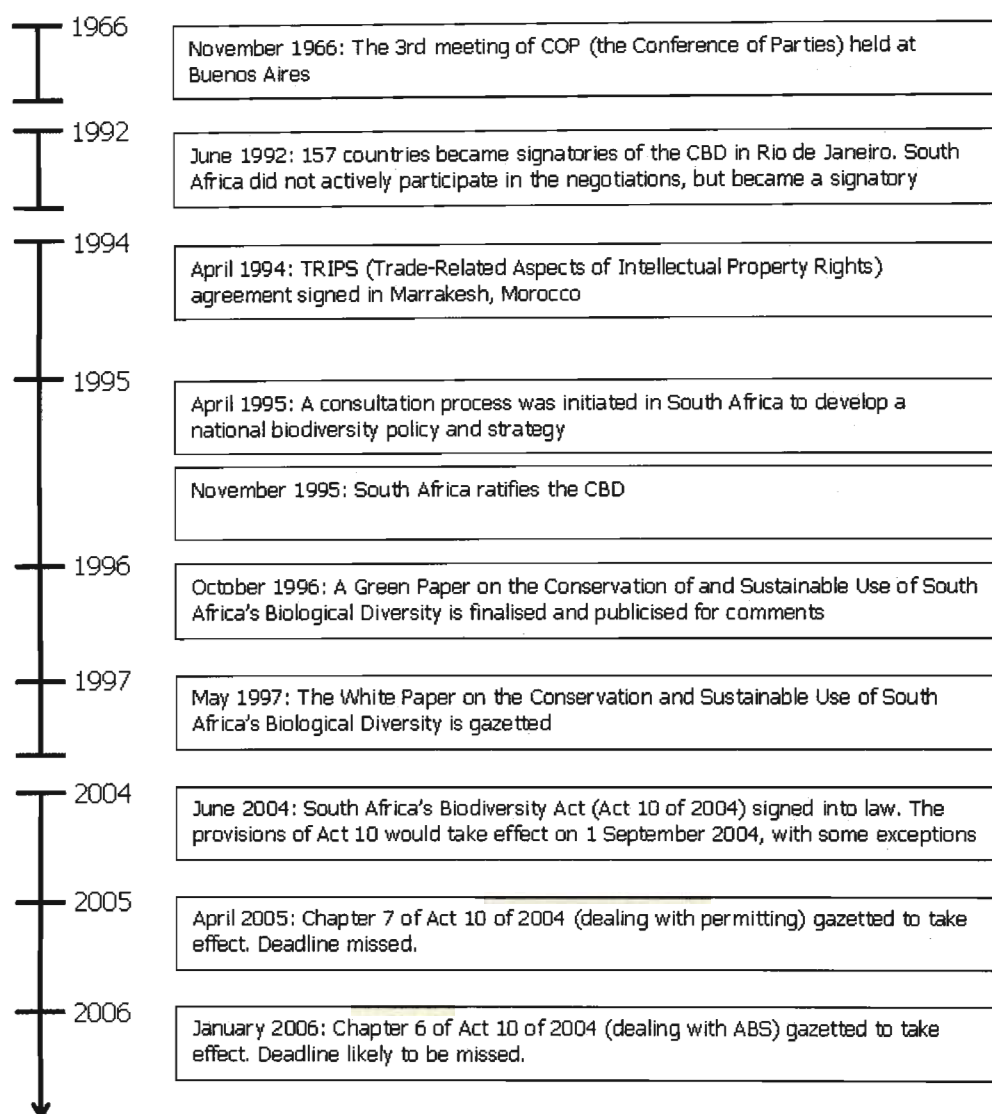 1966
November 1966: The 3rd meeting of COP (the Conference of Parties) held at
Buenos Aires
1992
June 1992: 157 countries became signatories of the CBD in Rio de Janeiro. South
Africa did not actively participate in the negotiations, but became a signatory
1994
April 1994: TRIPS (Trade-Related Aspects of Intellectual Property Rights)
agreement signed in Marrakesh, Morocco
1995
April 1995: A consultation process was initiated in South Africa to develop a
national biodiversity policy and strategy
November 1995: South Africa ratifies the CBD
1996
October 1996: A Green Paper on the Conservation of and Sustainable Use of South
Africa's Biological Diversity is finalised and publicised for comments
1997
May 1997: The White Paper on the Conservation and Sustainable Use of South
Africa's Biological Diversity is gazetted
2004
June 2004: South Africa's Biodiversity Act (Act 10 of 2004) signed into law. The
provisions of Act 10 would take effect on 1 September 2004, with some exceptions
2005
April 2005: Chapter 7 of Act 10 of 2004 (dealing with permitting) gazetted to take
effect. Deadline missed.
2006
January 2006: Chapter 6 of Act 10 of 2004 (dealing with ABS) gazetted to take
effect. Deadline likely to be missed.